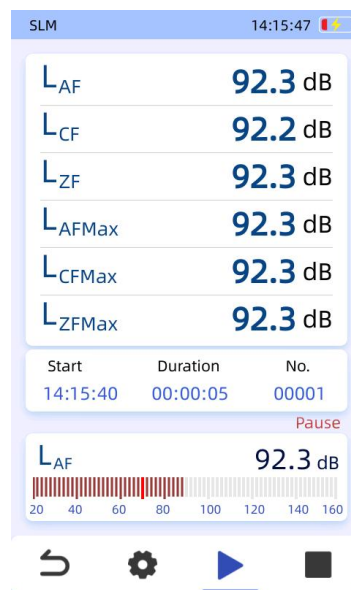 SLM 14:15:47
LAF 92.3 dB
LCF 92.2 dB
LZF 92.3 dB
LAFMax 92.3 dB
LCFMax 92.3 dB
LZFMax 92.3 dB
Start Duration No.
14:15:40 00:00:05 00001
Pause
LAF 92.3 dB
20 40 60 80 100 120 140 160